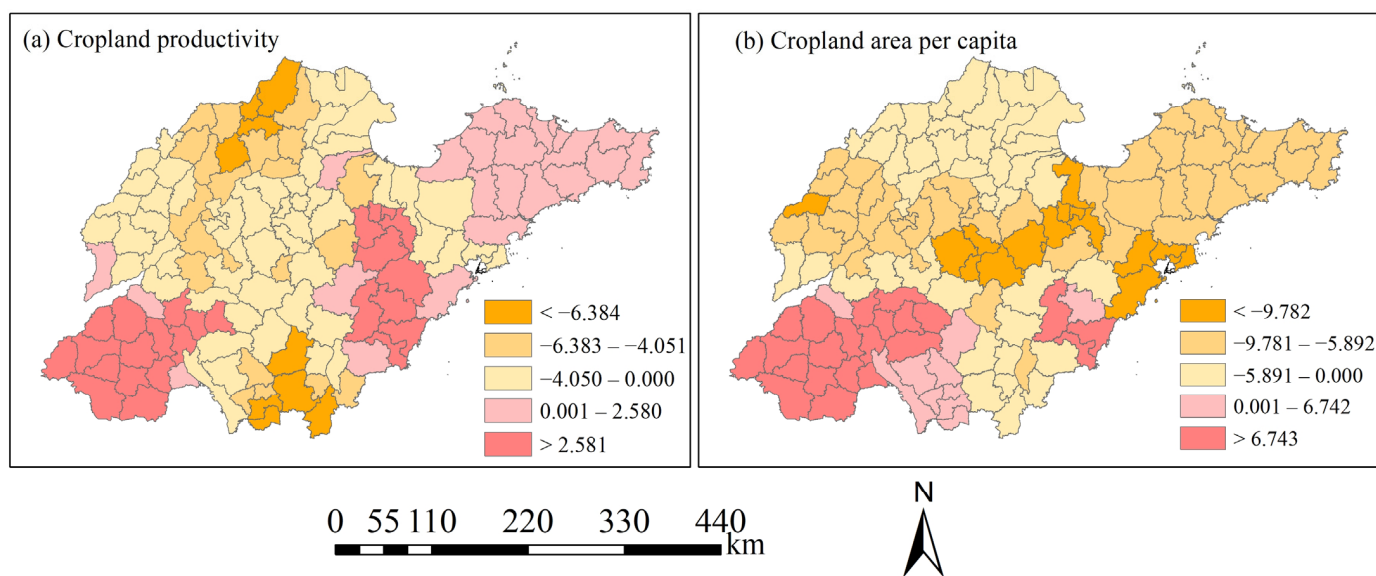 (a) Cropland productivity
< −6.384
−6.383 – −4.051
−4.050 – 0.000
0.001 – 2.580
> 2.581
(b) Cropland area per capita
< −9.782
−9.781 – −5.892
−5.891 – 0.000
0.001 – 6.742
> 6.743
0 55 110 220 330 440
km
N